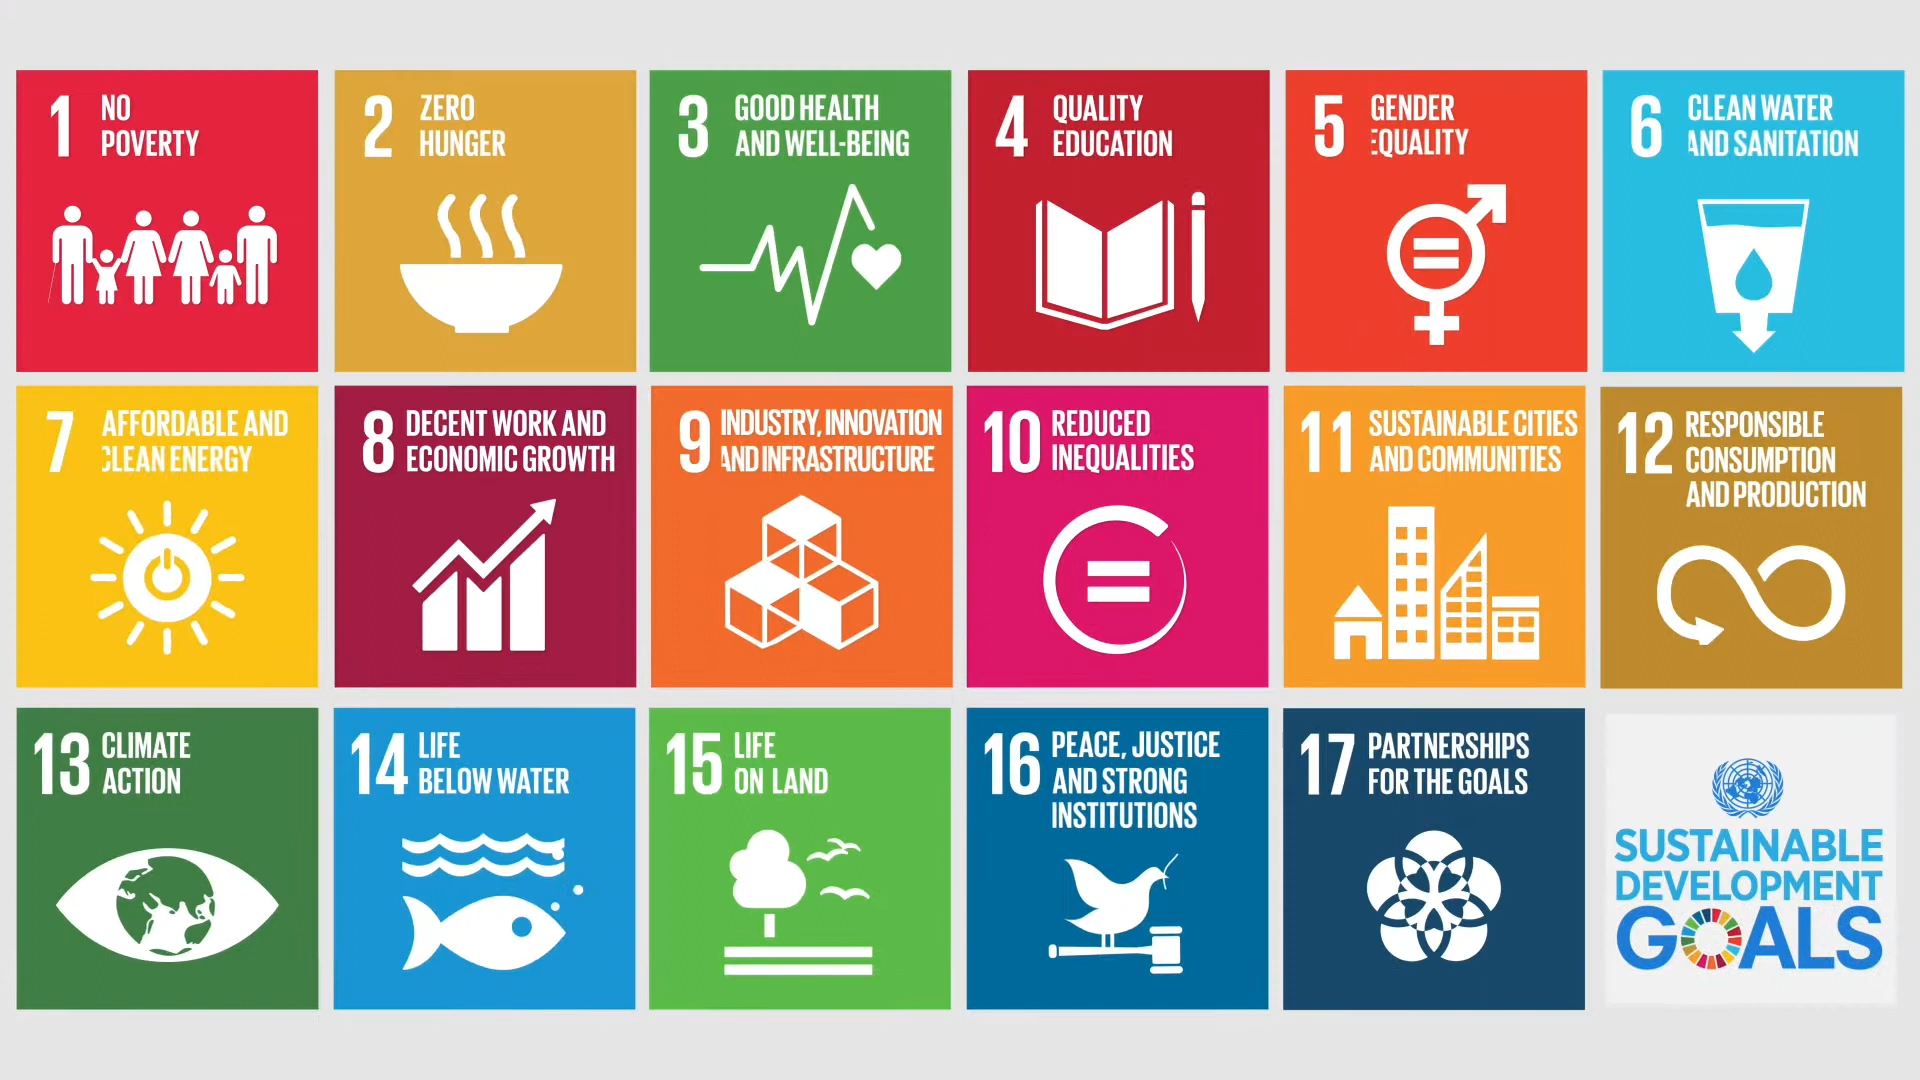 1 NO
POVERTY
2 ZERO
HUNGER
3 GOOD HEALTH
AND WELL-BEING
4 QUALITY
EDUCATION
5 GENDER
EQUALITY
6 CLEAN WATER
AND SANITATION
7 AFFORDABLE AND
CLEAN ENERGY
8 DECENT WORK AND
ECONOMIC GROWTH
9 INDUSTRY, INNOVATION
AND INFRASTRUCTURE
10 REDUCED
INEQUALITIES
11 SUSTAINABLE CITIES
AND COMMUNITIES
12 RESPONSIBLE
CONSUMPTION
AND PRODUCTION
13 CLIMATE
ACTION
14 LIFE
BELOW WATER
15 LIFE
ON LAND
16 PEACE, JUSTICE
AND STRONG
INSTITUTIONS
17 PARTNERSHIPS
FOR THE GOALS
SUSTAINABLE
DEVELOPMENT
GOALS